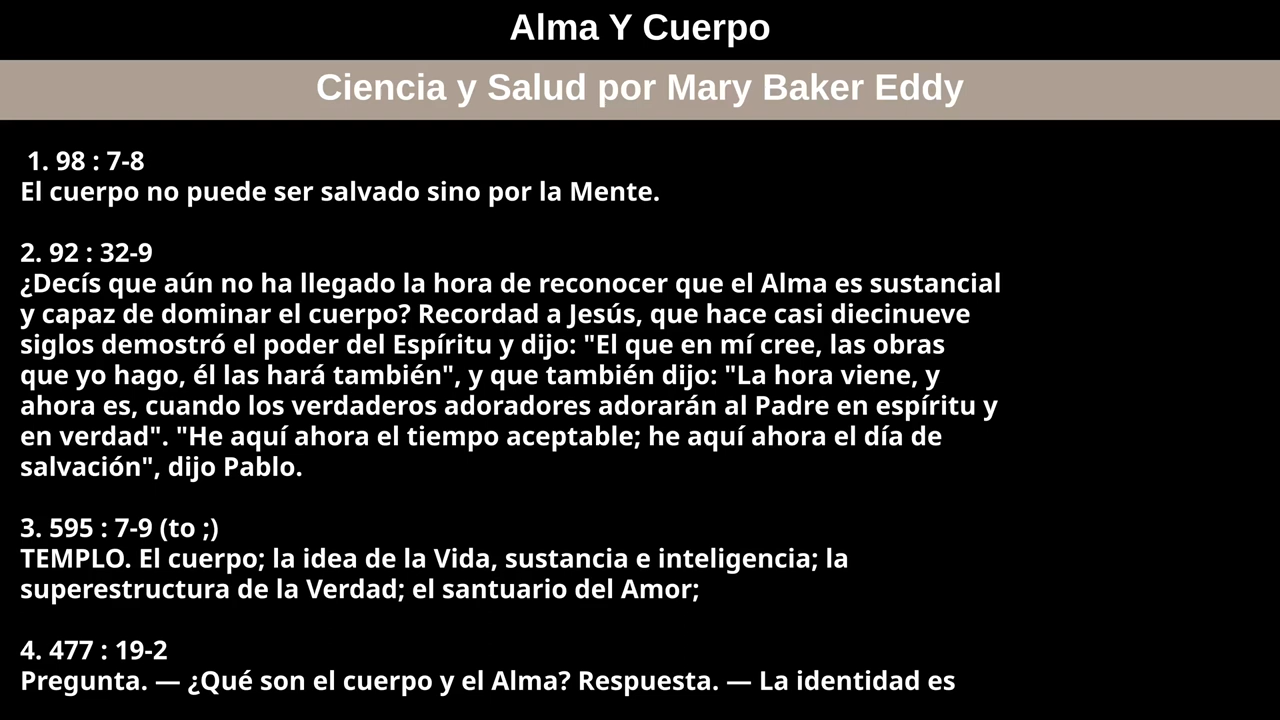 Alma Y Cuerpo
Ciencia y Salud por Mary Baker Eddy
1. 98 : 7-8
El cuerpo no puede ser salvado sino por la Mente.
2. 92 : 32-9
¿Decís que aún no ha llegado la hora de reconocer que el Alma es sustancial
y capaz de dominar el cuerpo? Recordad a Jesús, que hace casi diecinueve
siglos demostró el poder del Espíritu y dijo: "El que en mí cree, las obras
que yo hago, él las hará también", y que también dijo: "La hora viene, y
ahora es, cuando los verdaderos adoradores adorarán al Padre en espíritu y
en verdad". "He aquí ahora el tiempo aceptable; he aquí ahora el día de
salvación", dijo Pablo.
3. 595 : 7-9 (to ;)
TEMPLO. El cuerpo; la idea de la Vida, sustancia e inteligencia; la
superestructura de la Verdad; el santuario del Amor;
4. 477 : 19-2
Pregunta. — ¿Qué son el cuerpo y el Alma? Respuesta. — La identidad es